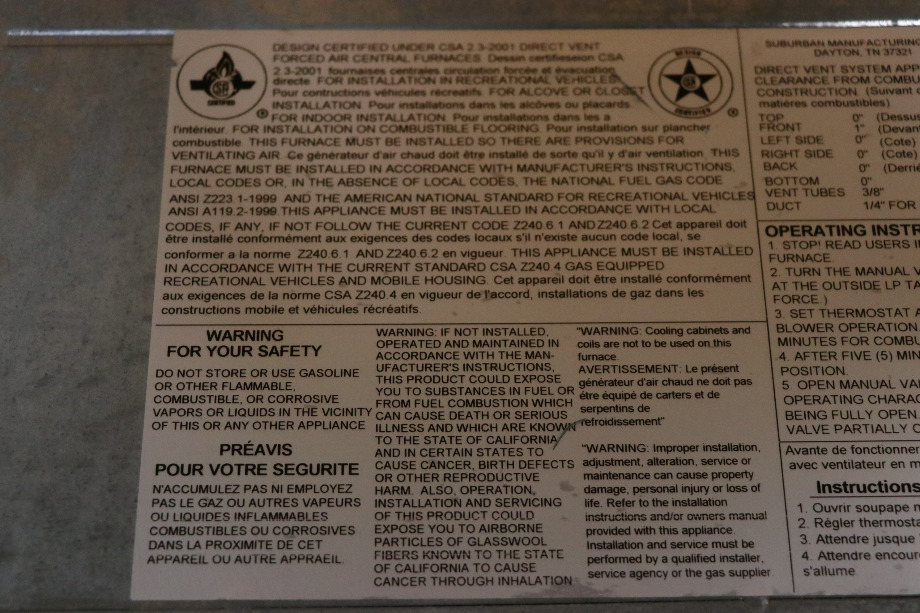 DESIGN CERTIFIED UNDER CSA 2.3-2001 DIRECT VENT
FORCED AIR CENTRAL FURNACES. Dessin certifieseion CSA
2.3-2001 fournaises centrales circulation forcée et évacuation
directe. FOR INSTALLATION IN RECREATIONAL VEHICLES
Pour contructions véhicules récreatifs. FOR ALCOVE OR CLOSET
INSTALLATION. Pour installations dans les alcôves ou placards
FOR INDOOR INSTALLATION. Pour installations dans les a
l'intérieur. FOR INSTALLATION ON COMBUSTIBLE FLOORING. Pour installation sur plancher
combustible. THIS FURNACE MUST BE INSTALLED SO THERE ARE PROVISIONS FOR
VENTILATING AIR. Ce générateur d'air chaud doit être installé de sorte qu'il y d'air ventilation. THIS
FURNACE MUST BE INSTALLED IN ACCORDANCE WITH MANUFACTURER'S INSTRUCTIONS,
LOCAL CODES OR, IN THE ABSENCE OF LOCAL CODES, THE NATIONAL FUEL GAS CODE
ANSI Z223.1-1999 AND THE AMERICAN NATIONAL STANDARD FOR RECREATIONAL VEHICLES
ANSI A119.2-1999.THIS APPLIANCE MUST BE INSTALLED IN ACCORDANCE WITH LOCAL
CODES, IF ANY, IF NOT FOLLOW THE CURRENT CODE Z240.6.1 AND Z240.6.2 Cet appareil doit
être installé conformément aux exigences des codes locaux s'il n'existe aucun code local, se
conformer a la norme Z240.6.1 AND Z240.6.2 en vigueur. THIS APPLIANCE MUST BE INSTALLED
IN ACCORDANCE WITH THE CURRENT STANDARD CSA Z240.4 GAS EQUIPPED
RECREATIONAL VEHICLES AND MOBILE HOUSING. Cet appareil doit être installé conformément
aux exigences de la norme CSA Z240.4 en vigueur de l'accord, installations de gaz dans les
constructions mobile et véhicules récréatifs.
WARNING
FOR YOUR SAFETY
DO NOT STORE OR USE GASOLINE
OR OTHER FLAMMABLE,
COMBUSTIBLE, OR CORROSIVE
VAPORS OR LIQUIDS IN THE VICINITY
OF THIS OR ANY OTHER APPLIANCE
PRÉAVIS
POUR VOTRE SEGURITE
N'ACCUMULEZ PAS NI EMPLOYEZ
PAS LE GAZ OU AUTRES VAPEURS
OU LIQUIDES INFLAMMABLES
COMBUSTIBLES OU CORROSIVES
DANS LA PROXIMITE DE CET
APPAREIL OU AUTRE APPRAEIL.
WARNING: IF NOT INSTALLED,
OPERATED AND MAINTAINED IN
ACCORDANCE WITH THE MAN-
UFACTURER'S INSTRUCTIONS,
THIS PRODUCT COULD EXPOSE
YOU TO SUBSTANCES IN FUEL OR
FROM FUEL COMBUSTION WHICH
CAN CAUSE DEATH OR SERIOUS
ILLNESS AND WHICH ARE KNOWN
TO THE STATE OF CALIFORNIA
AND IN CERTAIN STATES TO
CAUSE CANCER, BIRTH DEFECTS
OR OTHER REPRODUCTIVE
HARM. ALSO, OPERATION,
INSTALLATION AND SERVICING
OF THIS PRODUCT COULD
EXPOSE YOU TO AIRBORNE
PARTICLES OF GLASSWOOL
FIBERS KNOWN TO THE STATE
OF CALIFORNIA TO CAUSE
CANCER THROUGH INHALATION
"WARNING: Cooling cabinets and
coils are not to be used on this
furnace.
AVERTISSEMENT: Le présent
générateur d'air chaud ne doit pas
être équipé de carters et de
serpentins de
refroidissement"
"WARNING: Improper installation,
adjustment, alteration, service or
maintenance can cause property
damage, personal injury or loss of
life. Refer to the installation
instructions and/or owners manual
provided with this appliance.
Installation and service must be
performed by a qualified installer,
service agency or the gas supplier.
SUBURBAN MANUFACTURING
DAYTON, TN 37321
DIRECT VENT SYSTEM APP
CLEARANCE FROM COMBU
CONSTRUCTION (Suivant d
matières combustibles)
TOP 0" (Dessus
FRONT 1" (Devan
LEFT SIDE 0" (Cote)
RIGHT SIDE 0" (Cote)
BACK 0" (Derrie
BOTTOM 0"
VENT TUBES 3/8"
DUCT 1/4" FOR
OPERATING INSTR
1. STOP! READ USERS I
FURNACE.
2. TURN THE MANUAL V
AT THE OUTSIDE LP TA
FORCE.)
3. SET THERMOSTAT A
BLOWER OPERATION.
MINUTES FOR COMBU
4. AFTER FIVE (5) MIN
POSITION.
5. OPEN MANUAL VA
OPERATING CHARAC
BEING FULLY OPEN.
VALVE PARTIALLY O
Avante de fonctionner
avec ventilateur en m
Instructions
1. Ouvrir soupape m
2. Règler thermosta
3. Attendre jusque
4. Attendre encour
s'allume